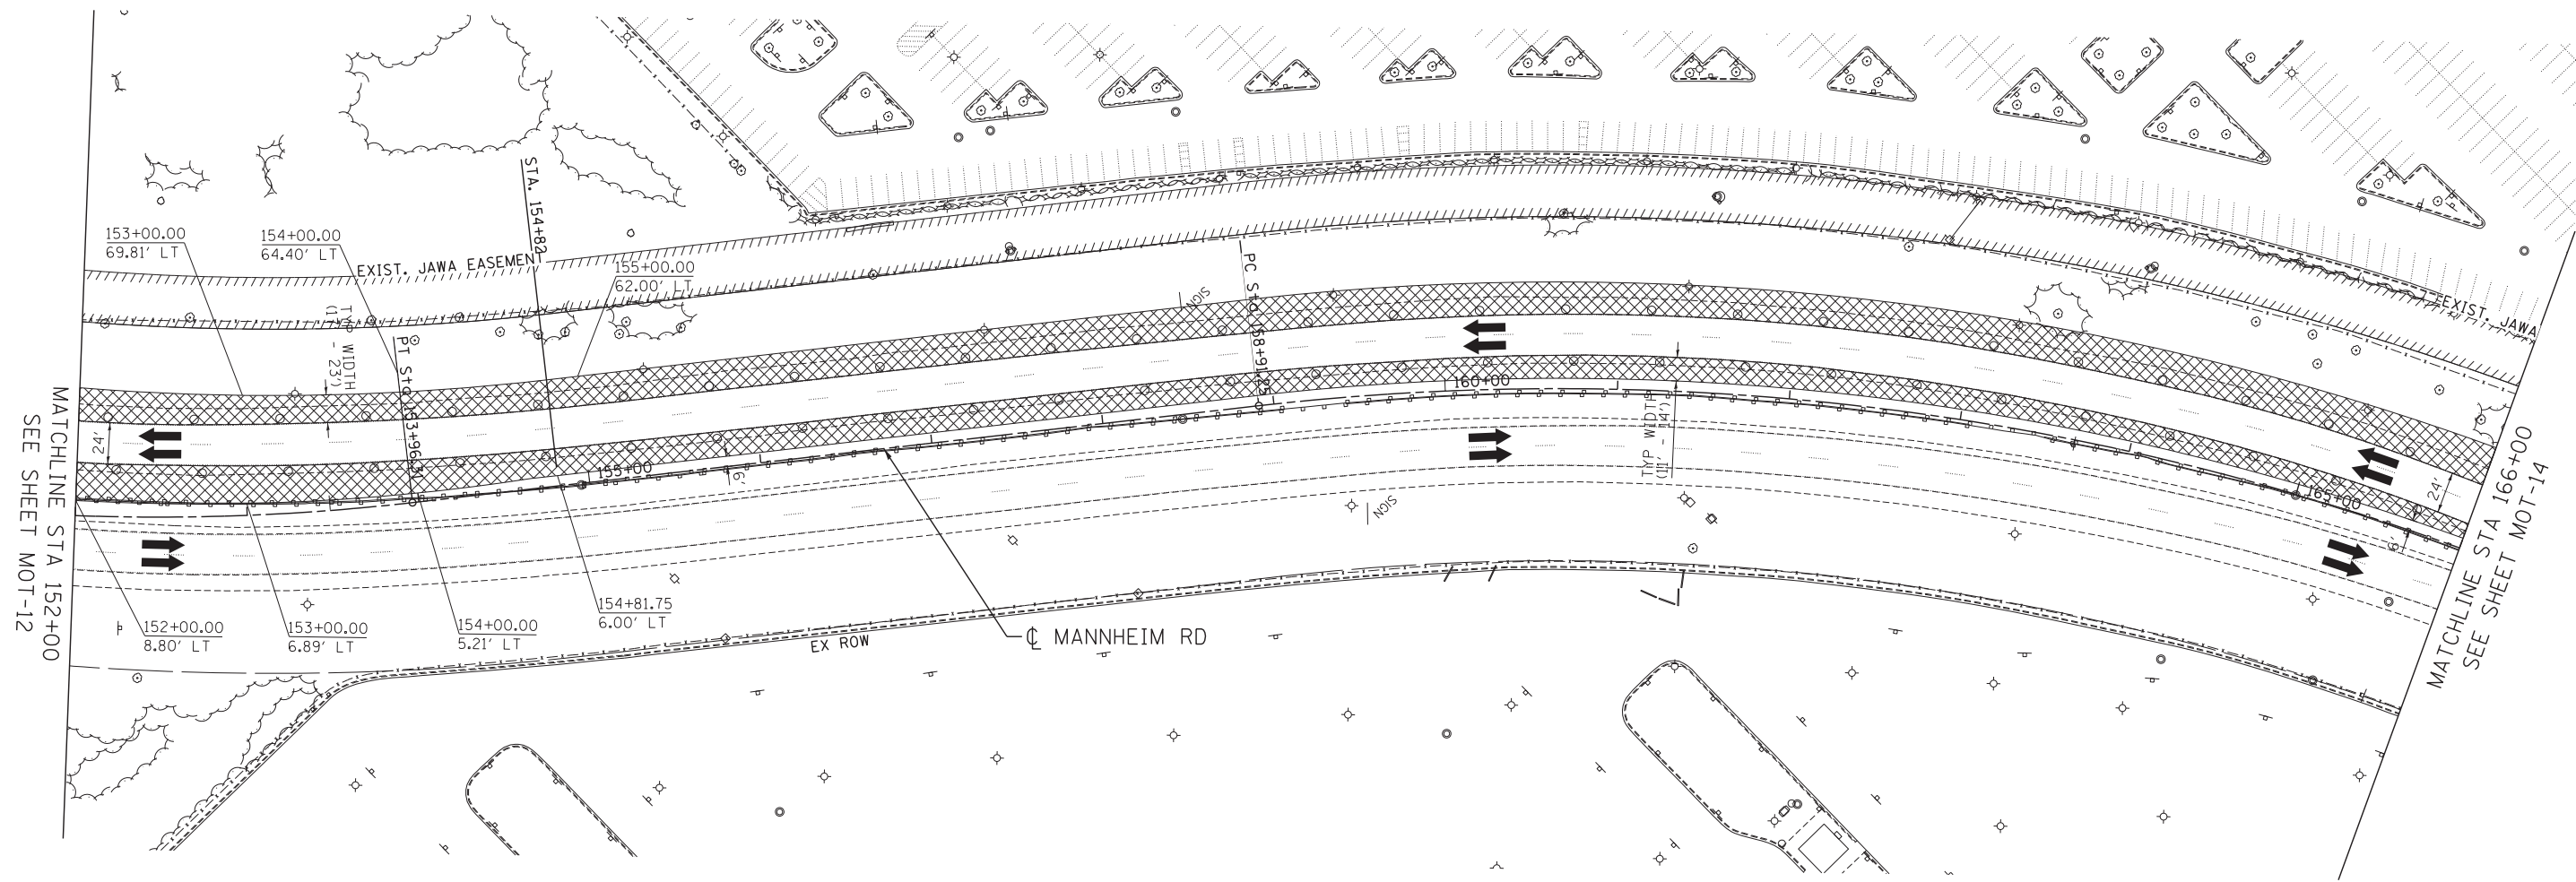 153+00.00
69.81' LT
154+00.00
64.40' LT
EXIST. JAWA EASEMENT
STA. 154+82
155+00.00
62.00' LT
TYP WIDTH
- 23')
PT Sta 153+96.31
PC Sta 158+91.25
SIGN
EXIST. JAWA
MATCHLINE STA 152+00
SEE SHEET MOT-12
24'
155+00
6'
160+00
TYP WIDTH
(11' - 14')
SIGN
165+00
24'
6'
MATCHLINE STA 166+00
SEE SHEET MOT-14
152+00.00
8.80' LT
153+00.00
6.89' LT
154+00.00
5.21' LT
154+81.75
6.00' LT
EX ROW
℄ MANNHEIM RD